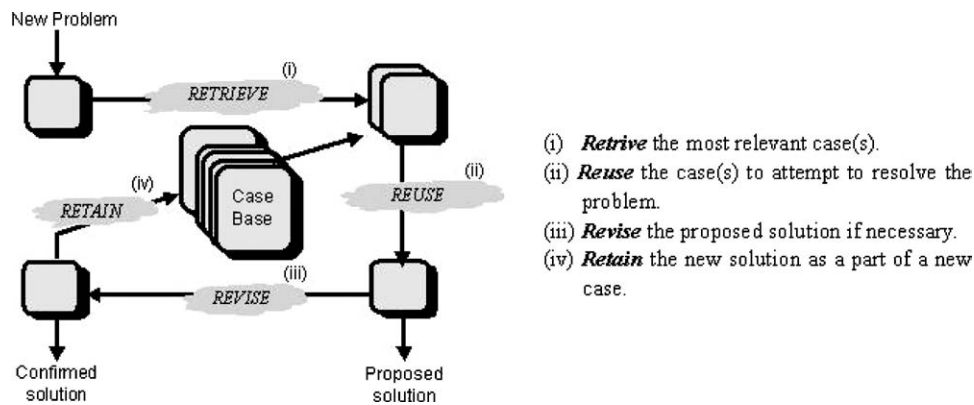 New Problem
(i)
RETRIEVE
(i) Retrive the most relevant case(s).
(ii) Reuse the case(s) to attempt to resolve the
problem.
(iii) Revise the proposed solution if necessary.
(iv) Retain the new solution as a part of a new
case.
(iv)
RETAIN
Case
Base
(ii)
REUSE
(iii)
REVISE
Confirmed
solution
Proposed
solution